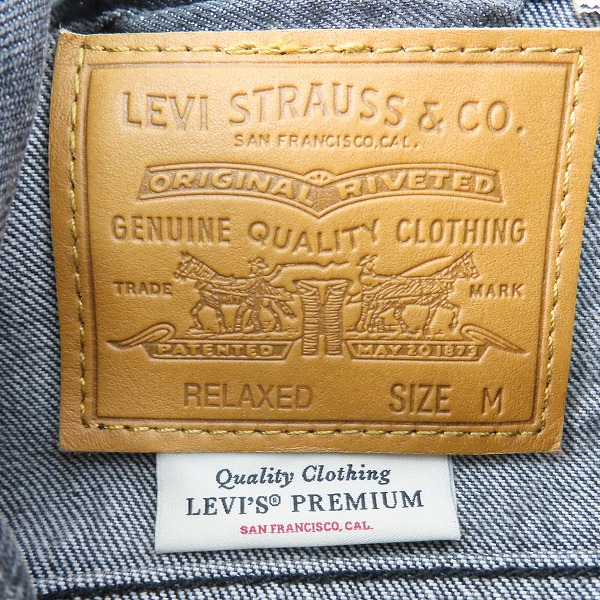 LEVI STRAUSS & CO.
SAN FRANCISCO, CAL.
ORIGINAL RIVETED
GENUINE QUALITY CLOTHING
TRADE MARK
PATENTED MAY 20 1873
RELAXED SIZE M
Quality Clothing
LEVI'S® PREMIUM
SAN FRANCISCO, CAL.